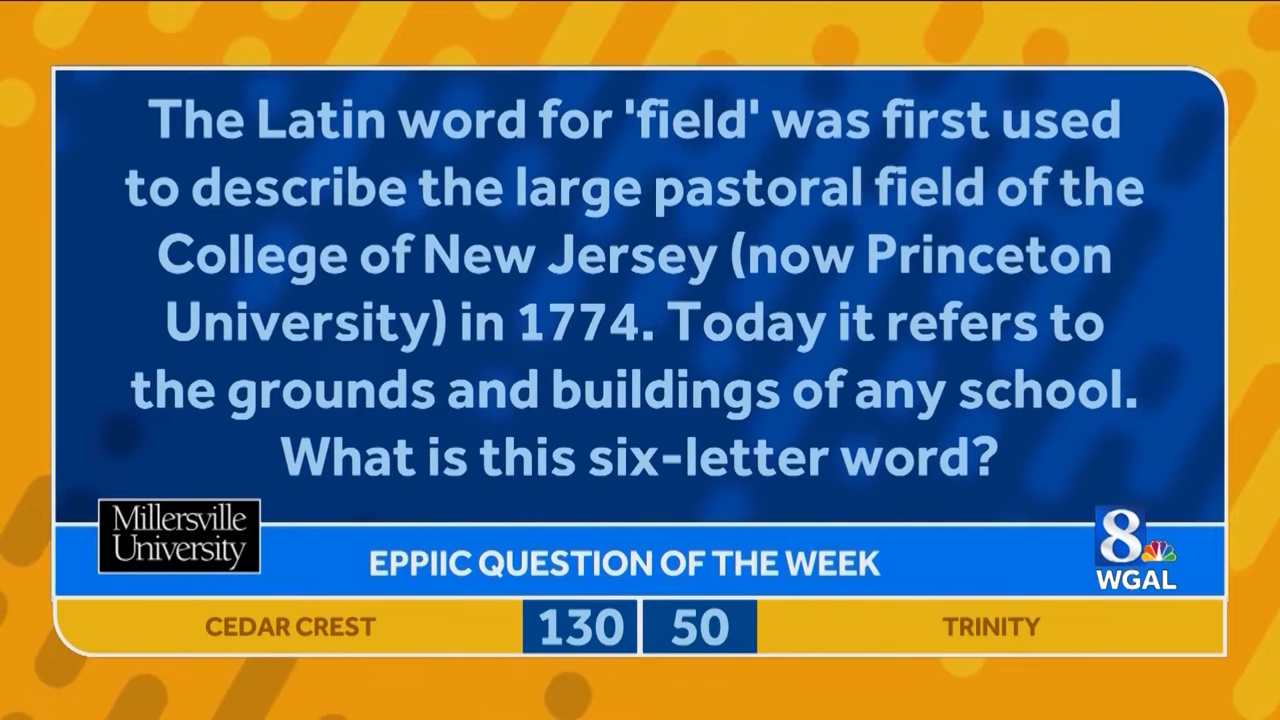 The Latin word for 'field' was first used
to describe the large pastoral field of the
College of New Jersey (now Princeton
University) in 1774. Today it refers to
the grounds and buildings of any school.
What is this six-letter word?
Millersville
University
EPPIIC QUESTION OF THE WEEK
8
WGAL
CEDAR CREST 130 50 TRINITY